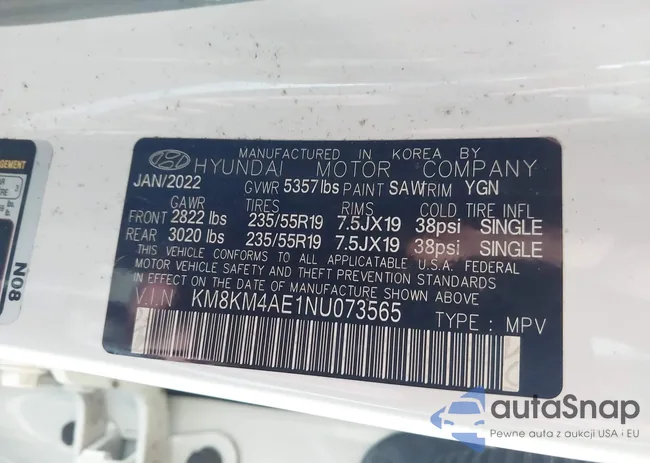 MANUFACTURED IN KOREA BY
HYUNDAI MOTOR COMPANY
JAN/2022 GVWR 5357lbs PAINT SAW TRIM YGN
GAWR TIRES RIMS COLD TIRE INFL
FRONT 2822 lbs 235/55R19 7.5JX19 38psi SINGLE
REAR 3020 lbs 235/55R19 7.5JX19 38psi SINGLE
THIS VEHICLE CONFORMS TO ALL APPLICATABLE U.S.A. FEDERAL
MOTOR VEHICLE SAFETY AND THEFT PREVENTION STANDARDS
IN EFFECT ON THE DATE OF MANUFACTURE SHOWN ABOVE
V.I.N KM8KM4AE1NU073565 TYPE : MPV
N08
autaSnap
Pewne auta z aukcji USA i EU